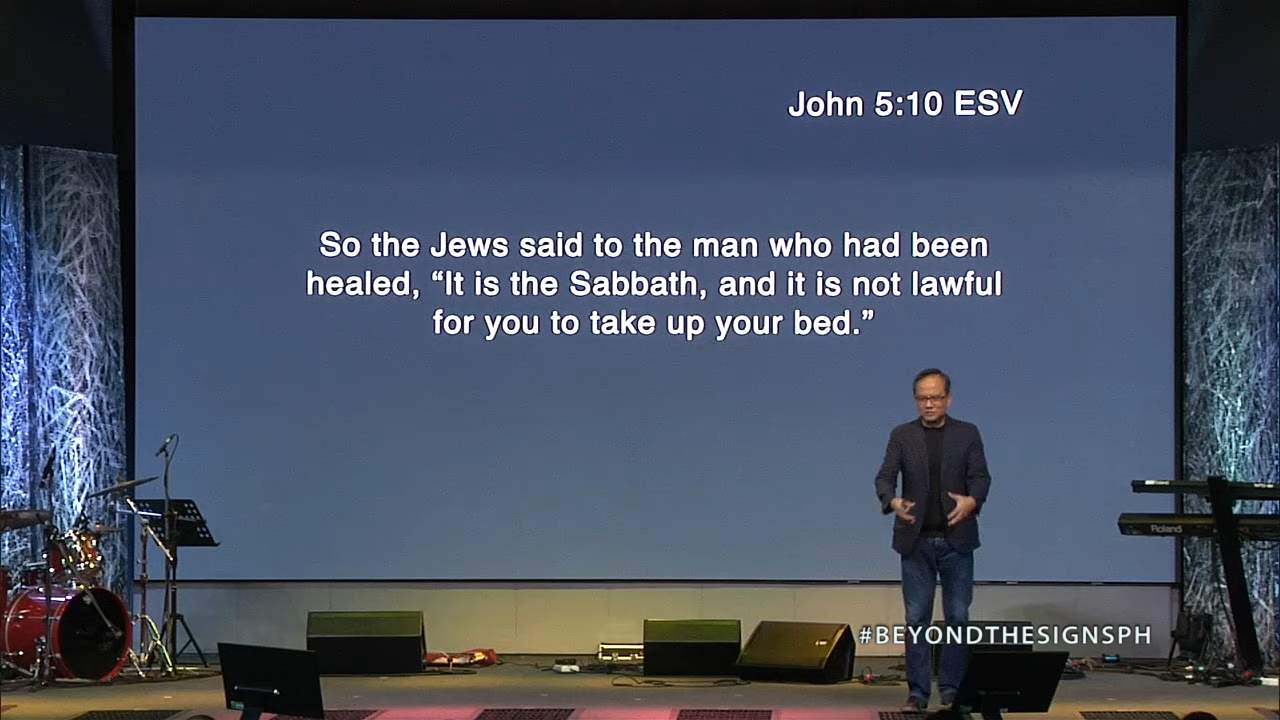 John 5:10 ESV
So the Jews said to the man who had been
healed, “It is the Sabbath, and it is not lawful
for you to take up your bed.”
Roland
#BEYONDTHESIGNSPH